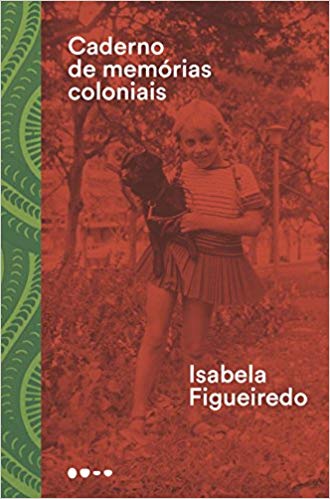 Caderno
de memórias
coloniais
Isabela
Figueiredo